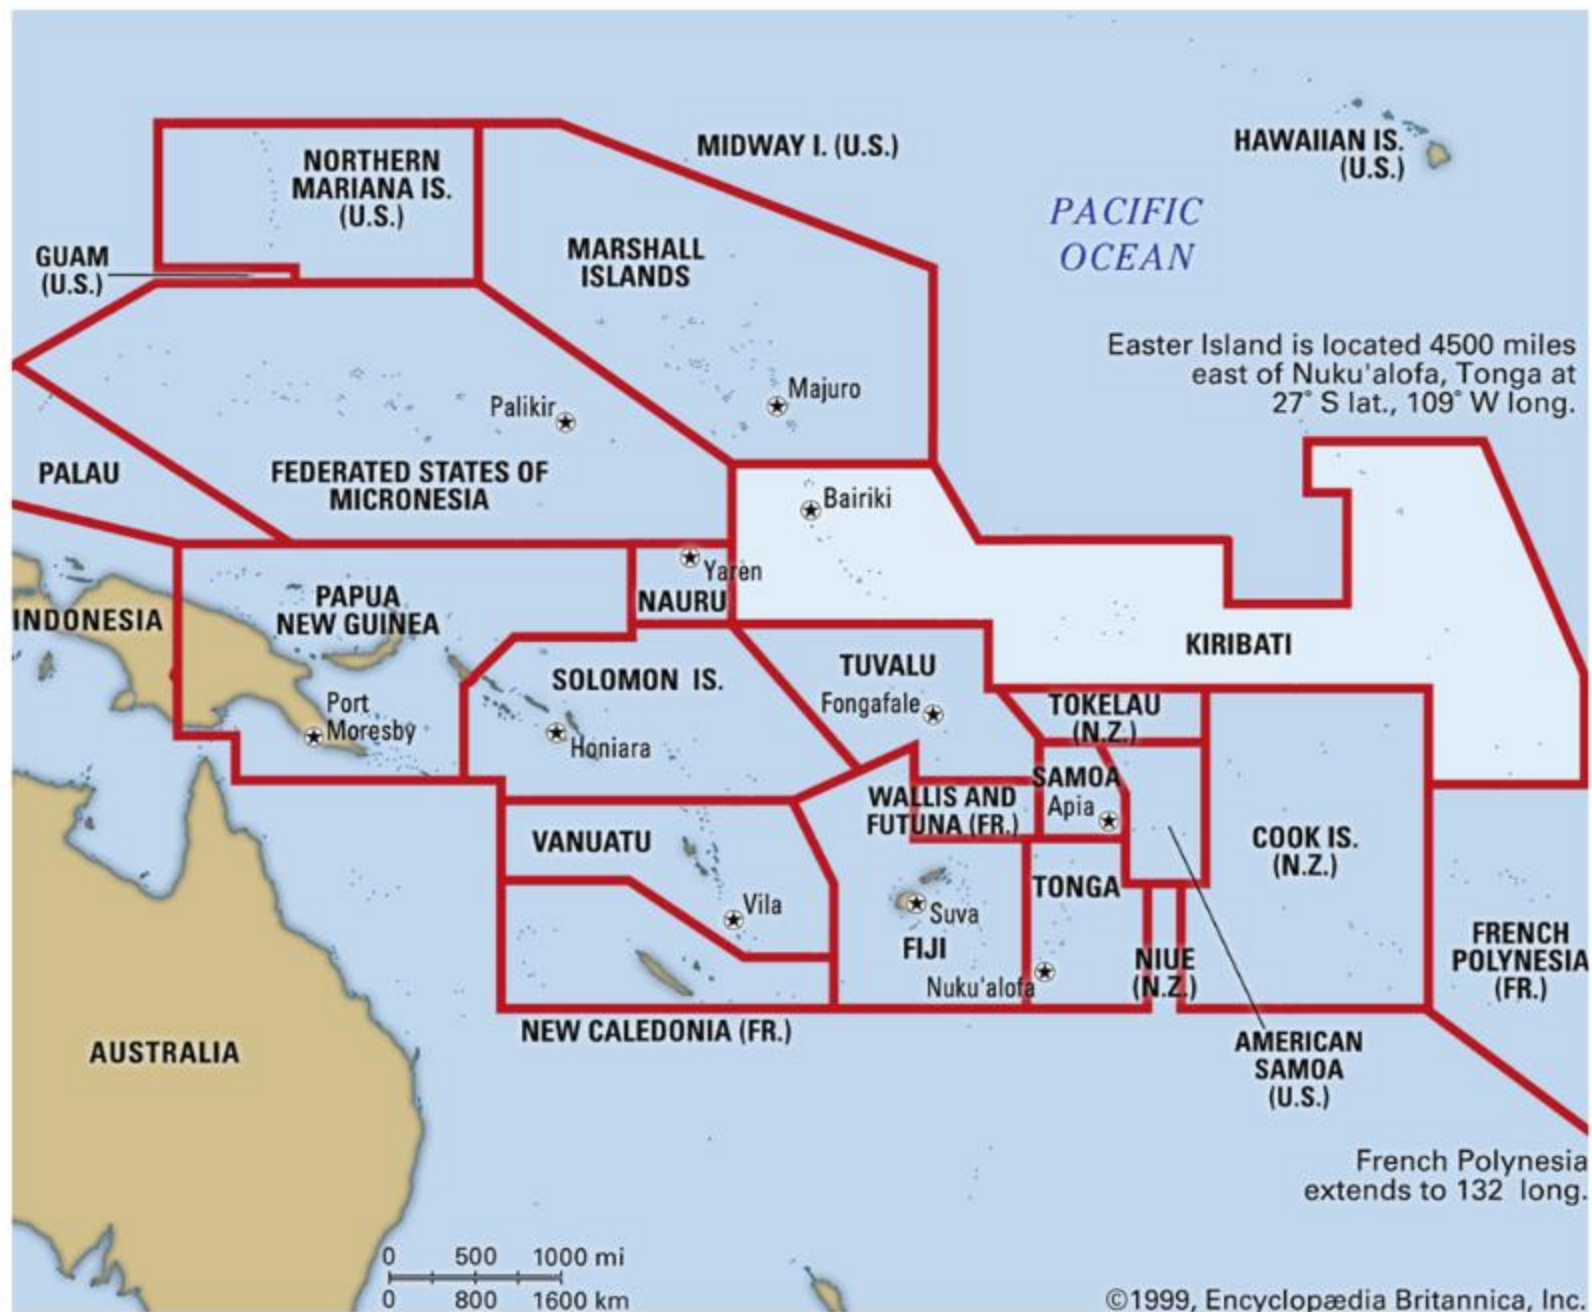 MIDWAY I. (U.S.)
HAWAIIAN IS.
(U.S.)
NORTHERN
MARIANA IS.
(U.S.)
PACIFIC
OCEAN
GUAM
(U.S.)
MARSHALL
ISLANDS
Easter Island is located 4500 miles
east of Nuku'alofa, Tonga at
27° S lat., 109° W long.
Majuro
Palikir
PALAU
FEDERATED STATES OF
MICRONESIA
Bairiki
Yaren
NAURU
INDONESIA
PAPUA
NEW GUINEA
KIRIBATI
SOLOMON IS.
TUVALU
Fongafale
TOKELAU
(N.Z.)
Port
Moresby
Honiara
SAMOA
Apia
WALLIS AND
FUTUNA (FR.)
VANUATU
COOK IS.
(N.Z.)
Vila
TONGA
Suva
FIJI
Nuku'alofa
NIUE
(N.Z.)
FRENCH
POLYNESIA
(FR.)
NEW CALEDONIA (FR.)
AUSTRALIA
AMERICAN
SAMOA
(U.S.)
French Polynesia
extends to 132 long.
0 500 1000 mi
0 800 1600 km
©1999, Encyclopædia Britannica, Inc.